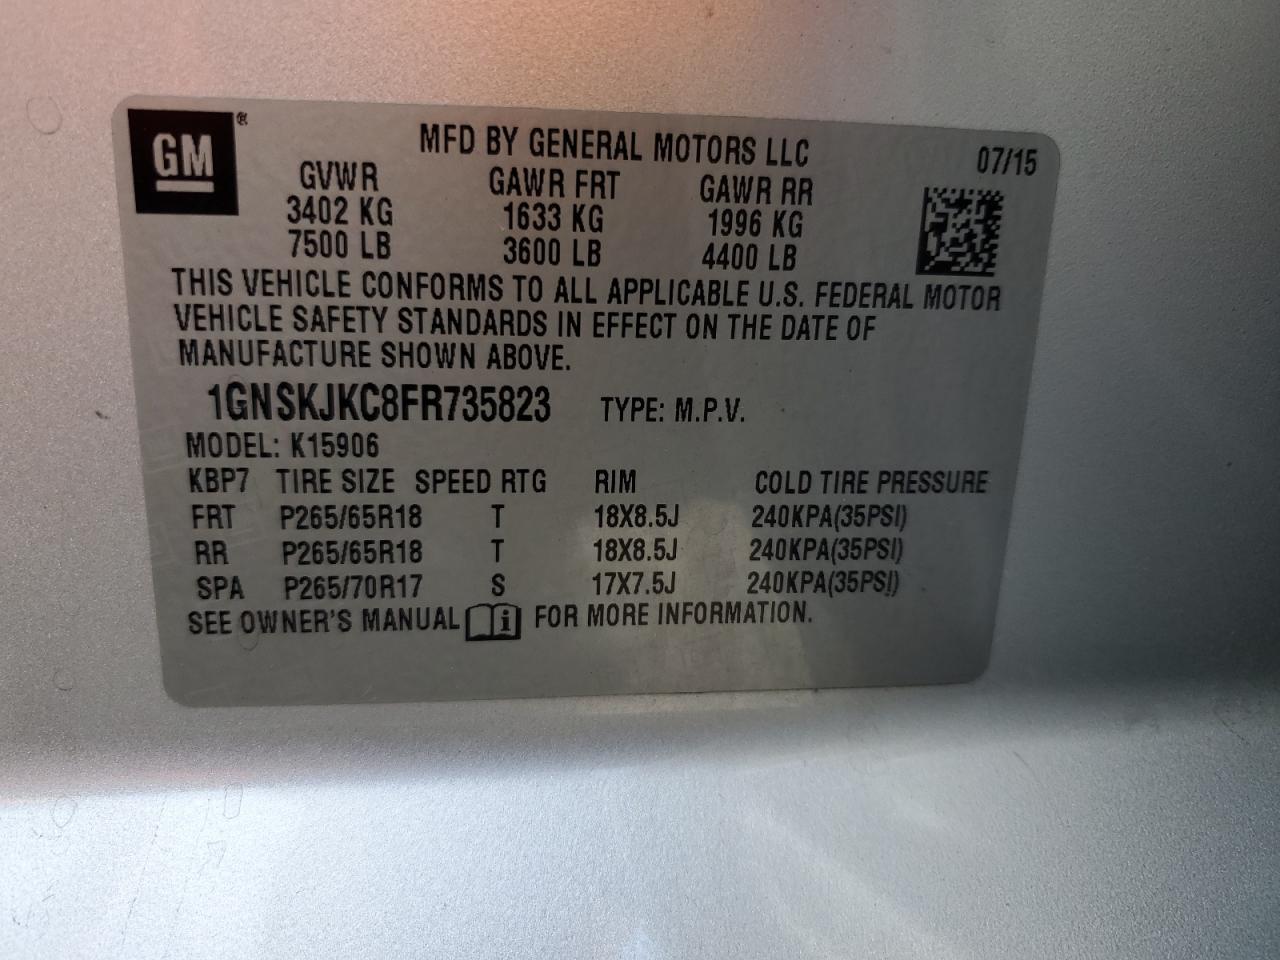 GM®
MFD BY GENERAL MOTORS LLC 07/15
GVWR GAWR FRT GAWR RR
3402 KG 1633 KG 1996 KG
7500 LB 3600 LB 4400 LB
THIS VEHICLE CONFORMS TO ALL APPLICABLE U.S. FEDERAL MOTOR
VEHICLE SAFETY STANDARDS IN EFFECT ON THE DATE OF
MANUFACTURE SHOWN ABOVE.
1GNSKJKC8FR735823 TYPE: M.P.V.
MODEL: K15906
KBP7 TIRE SIZE SPEED RTG RIM COLD TIRE PRESSURE
FRT P265/65R18 T 18X8.5J 240KPA(35PSI)
RR P265/65R18 T 18X8.5J 240KPA(35PSI)
SPA P265/70R17 S 17X7.5J 240KPA(35PSI)
SEE OWNER'S MANUAL i FOR MORE INFORMATION.